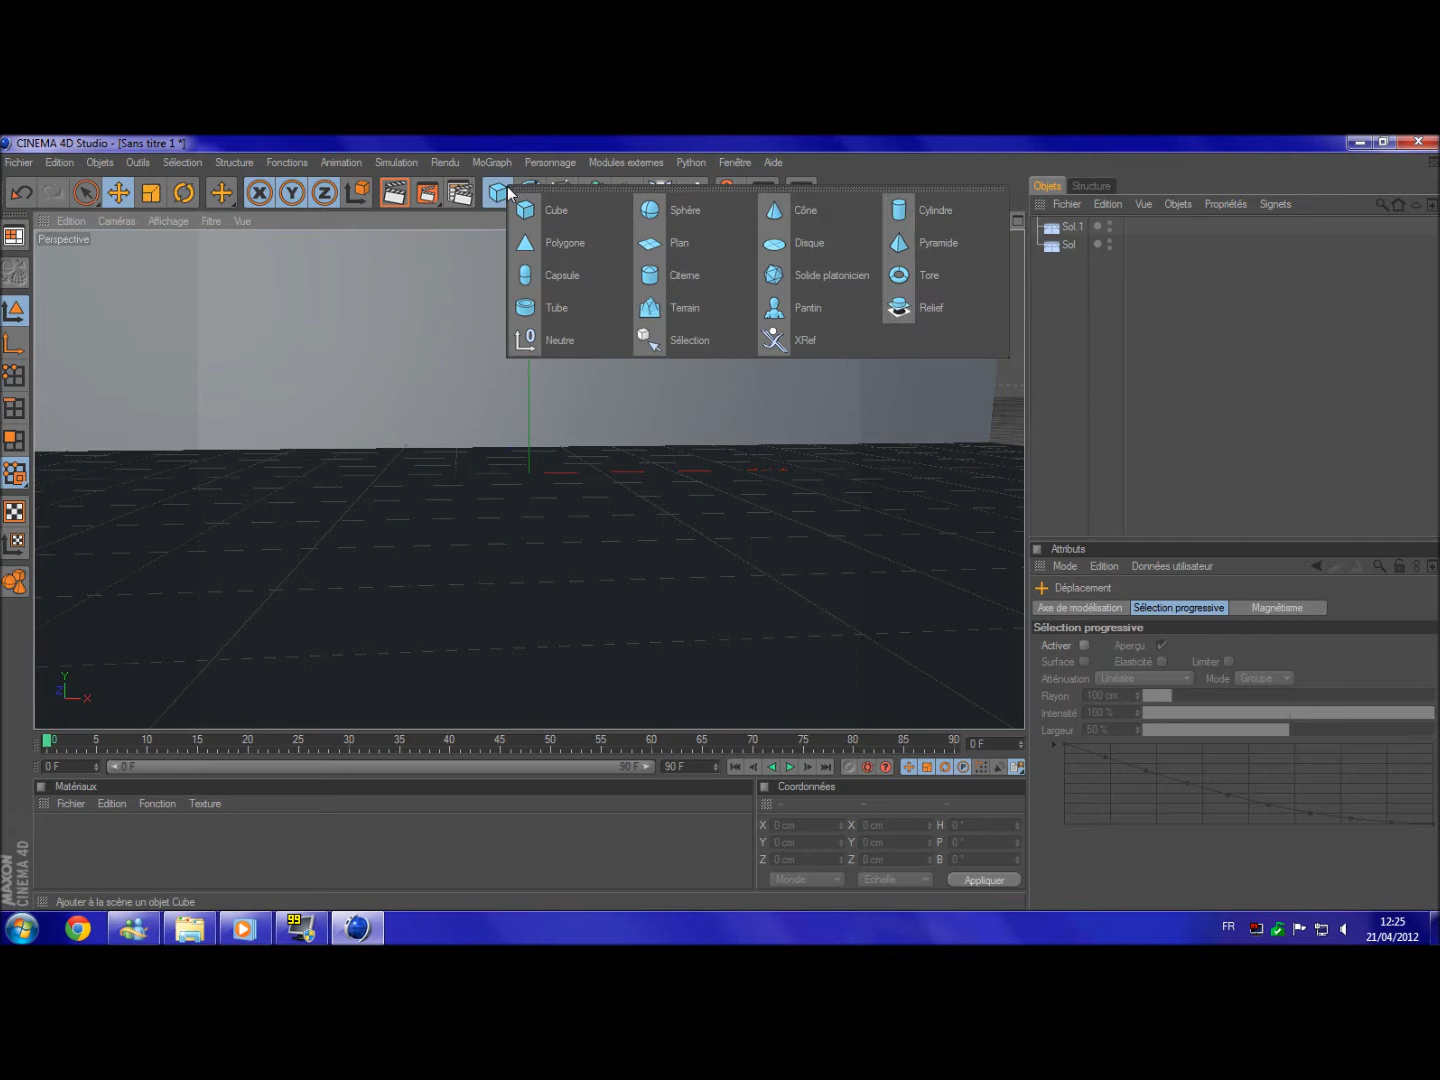 CINEMA 4D Studio - [Sans titre 1 *]
Fichier Edition Objets Outils Sélection Structure Fonctions Animation Simulation Rendu MoGraph Personnage Modules externes Python Fenêtre Aide
X Y Z
Objets Structure
Fichier Edition Vue Objets Propriétés Signets
Edition Caméras Affichage Filtre Vue
Perspective
Cube Sphère Cône Cylindre
Polygone Plan Disque Pyramide
Capsule Citerne Solide platonicien Tore
Tube Terrain Pantin Relief
0 Neutre Sélection XRef
Sol.1
Sol
Attributs
Mode Edition Données utilisateur
Déplacement
Axe de modélisation Sélection progressive Magnétisme
Sélection progressive
Activer Aperçu
Surface Elasticité Limiter
Atténuation Linéaire Mode Groupe
Rayon 100 cm
Intensité 100 %
Largeur 50 %
Y
Z X
0 5 10 15 20 25 30 35 40 45 50 55 60 65 70 75 80 85 90 0 F
0 F 0 F 90 F 90 F
Matériaux
Fichier Edition Fonction Texture
Coordonnées
-- -- --
X 0 cm X 0 cm H 0 °
Y 0 cm Y 0 cm P 0 °
Z 0 cm Z 0 cm B 0 °
Monde Echelle Appliquer
MAXON
CINEMA 4D
Ajouter à la scène un objet Cube
99
FR
12:25
21/04/2012